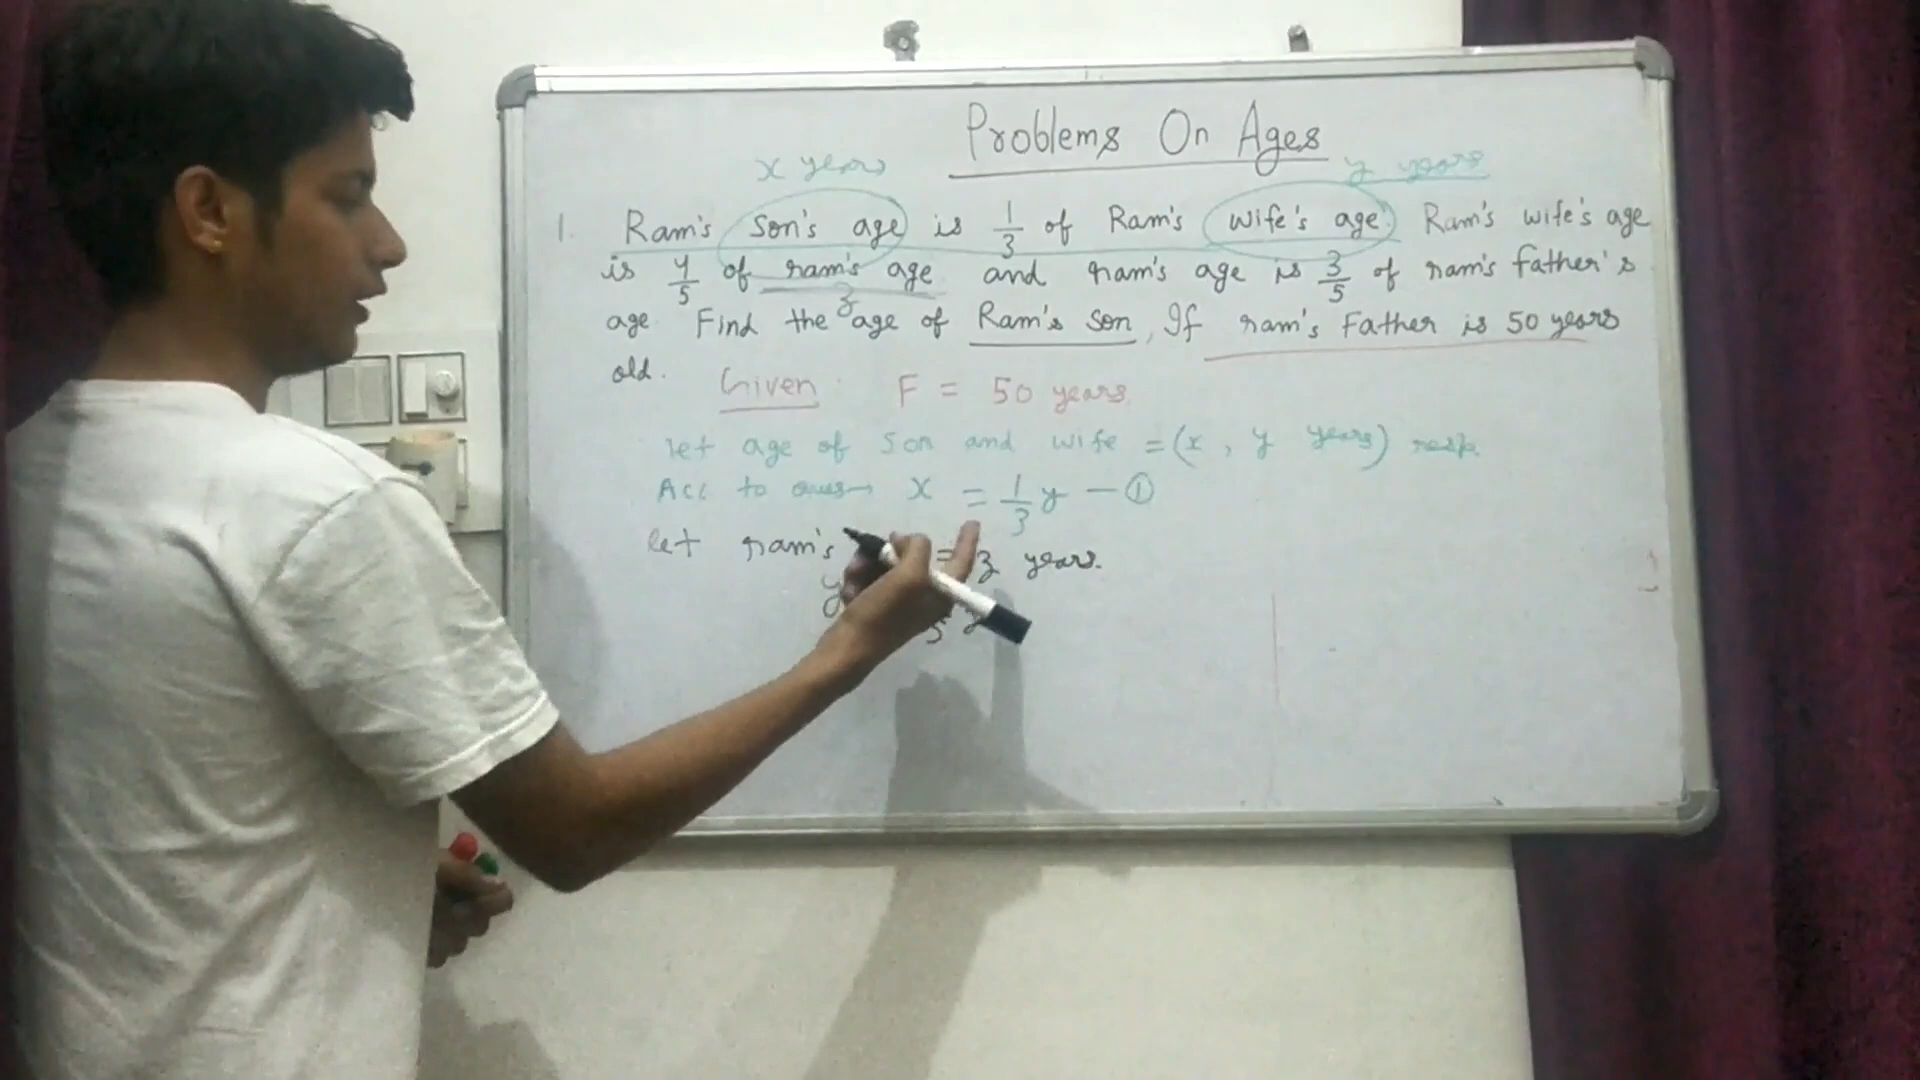 Problems On Ages
x years
y years
1. Ram's Son's age is 1/3 of Ram's wife's age. Ram's wife's age
is 4/5 of ram's age and ram's age is 3/5 of ram's father's
z
age. Find the age of Ram's son, If ram's Father is 50 years
old.
Given: F = 50 years
let age of Son and wife = (x, y years) resp.
Acc to ques→ x = 1/3 y — ①
let ram's = z years.
y 5 z